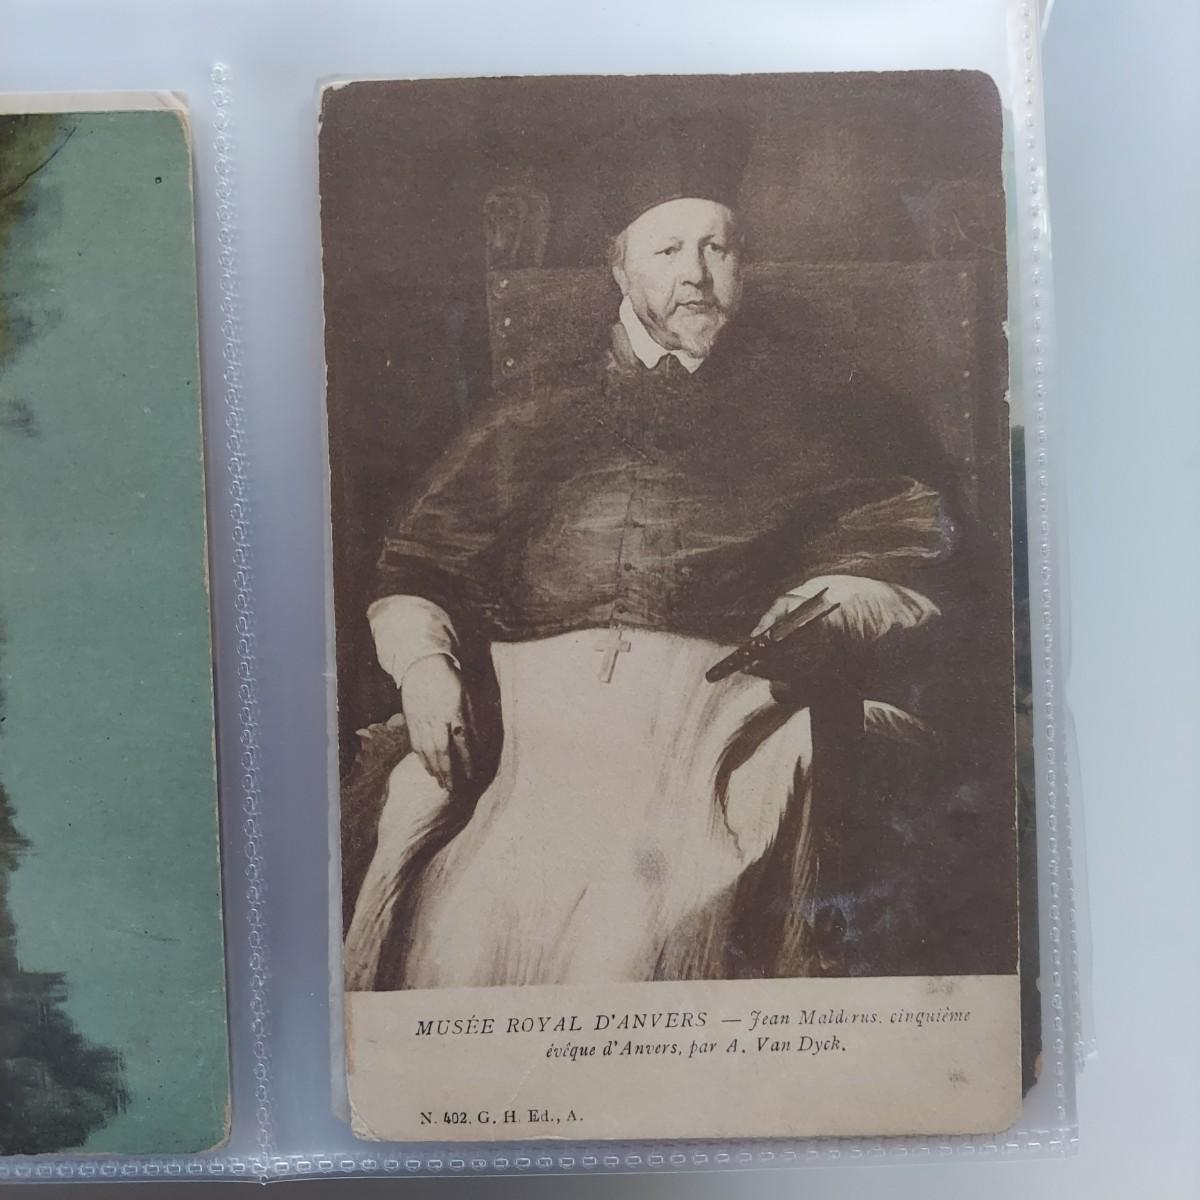 MUSÉE ROYAL D'ANVERS — Jean Malderus, cinquième
évêque d'Anvers, par A. Van Dyck.
N. 402. G. H. Ed., A.